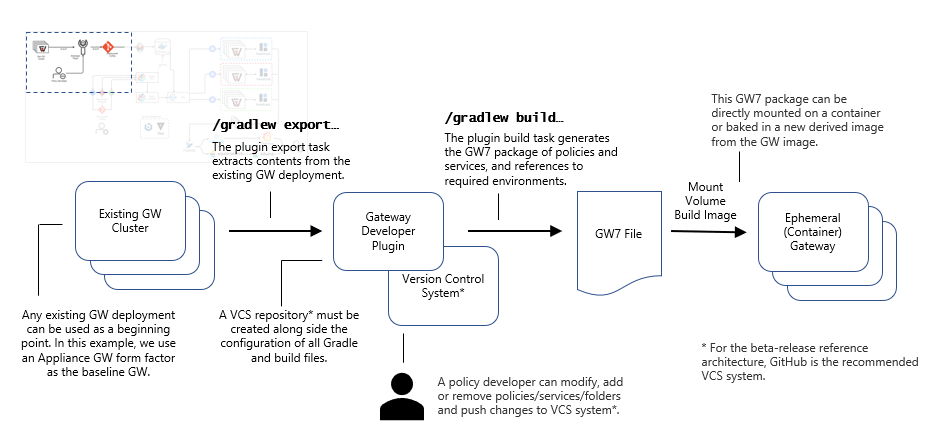 /gradlew export…
The plugin export task
extracts contents from the
existing GW deployment.
/gradlew build…
The plugin build task generates
the GW7 package of policies and
services, and references to
required environments.
This GW7 package can be
directly mounted on a container
or baked in a new derived image
from the GW image.
Existing GW
Cluster
Gateway
Developer
Plugin
Version Control
System*
GW7 File
Mount
Volume
Build Image
Ephemeral
(Container)
Gateway
Any existing GW deployment
can be used as a beginning
point. In this example, we use
an Appliance GW form factor
as the baseline GW.
A VCS repository* must be
created along side the
configuration of all Gradle
and build files.
A policy developer can modify, add
or remove policies/services/folders
and push changes to VCS system*.
* For the beta-release reference
architecture, GitHub is the recommended
VCS system.